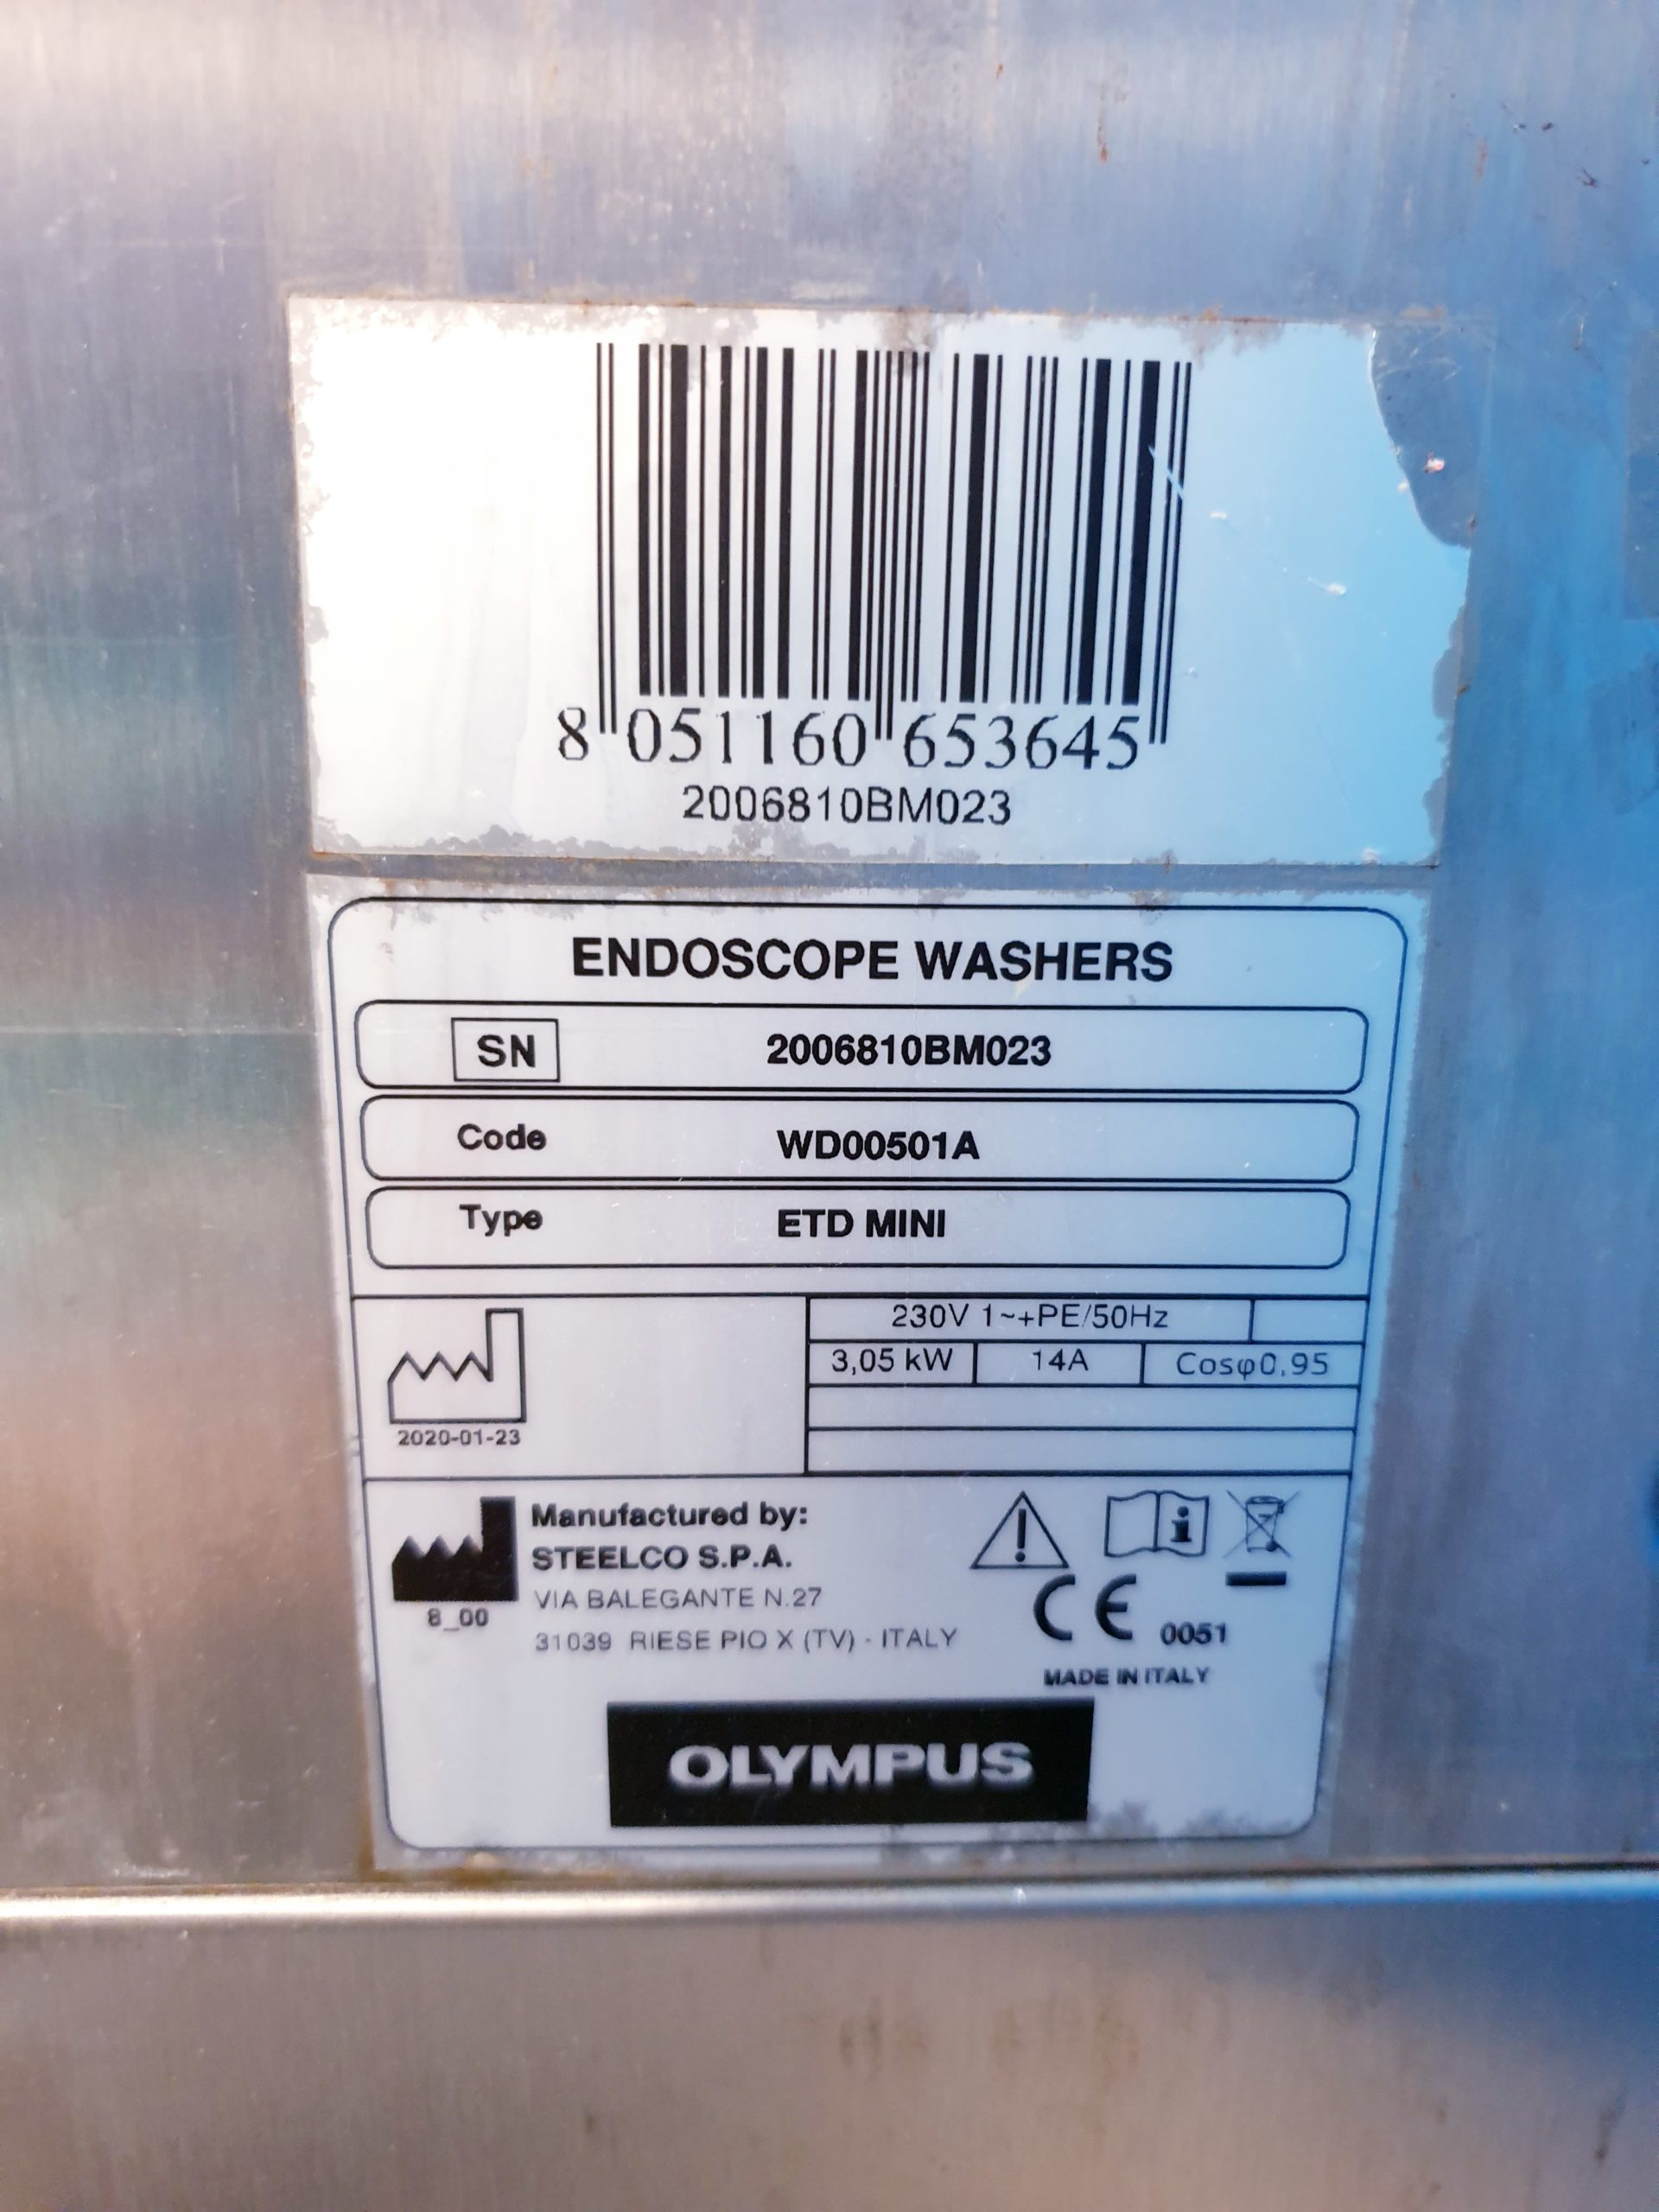 8 051160 653645
2006810BM023
ENDOSCOPE WASHERS
SN 2006810BM023
Code WD00501A
Type ETD MINI
230V 1~+PE/50Hz
3,05 kW 14A Cosφ0.95
2020-01-23
Manufactured by:
STEELCO S.P.A.
VIA BALEGANTE N.27
31039 RIESE PIO X (TV) - ITALY
8_00
CE 0051
MADE IN ITALY
OLYMPUS